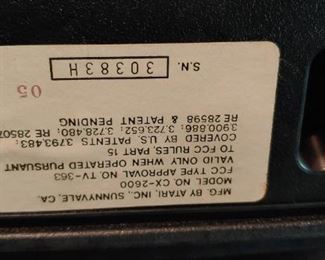 MFG. BY ATARI, INC., SUNNYVALE, CA.
MODEL NO. CX-2600
FCC TYPE APPROVAL NO. TV-363
VALID ONLY WHEN OPERATED PURSUANT
TO FCC RULES, PART 15
COVERED BY U.S. PATENTS 3,793,483;
3,900,886; 3,723,652; 3,728,480; RE 28507
RE 28598 & PATENT PENDING
S.N. 30383H
05